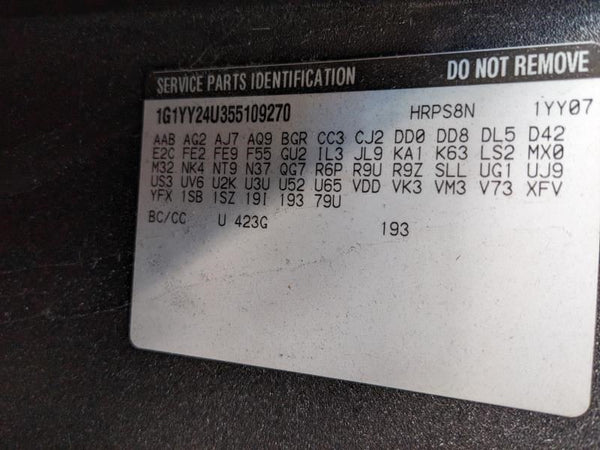 SERVICE PARTS IDENTIFICATION DO NOT REMOVE
1G1YY24U355109270 HRPS8N 1YY07
AAB AG2 AJ7 AQ9 BGR CC3 CJ2 DD0 DD8 DL5 D42
E2C FE2 FE9 F55 GU2 IL3 JL9 KA1 K63 LS2 MX0
M32 NK4 NT9 N37 QG7 R6P R9U R9Z SLL UG1 UJ9
US3 UV6 U2K U3U U52 U65 VDD VK3 VM3 V73 XFV
YFX 1SB 1SZ 19I 193 79U
BC/CC U 423G 193